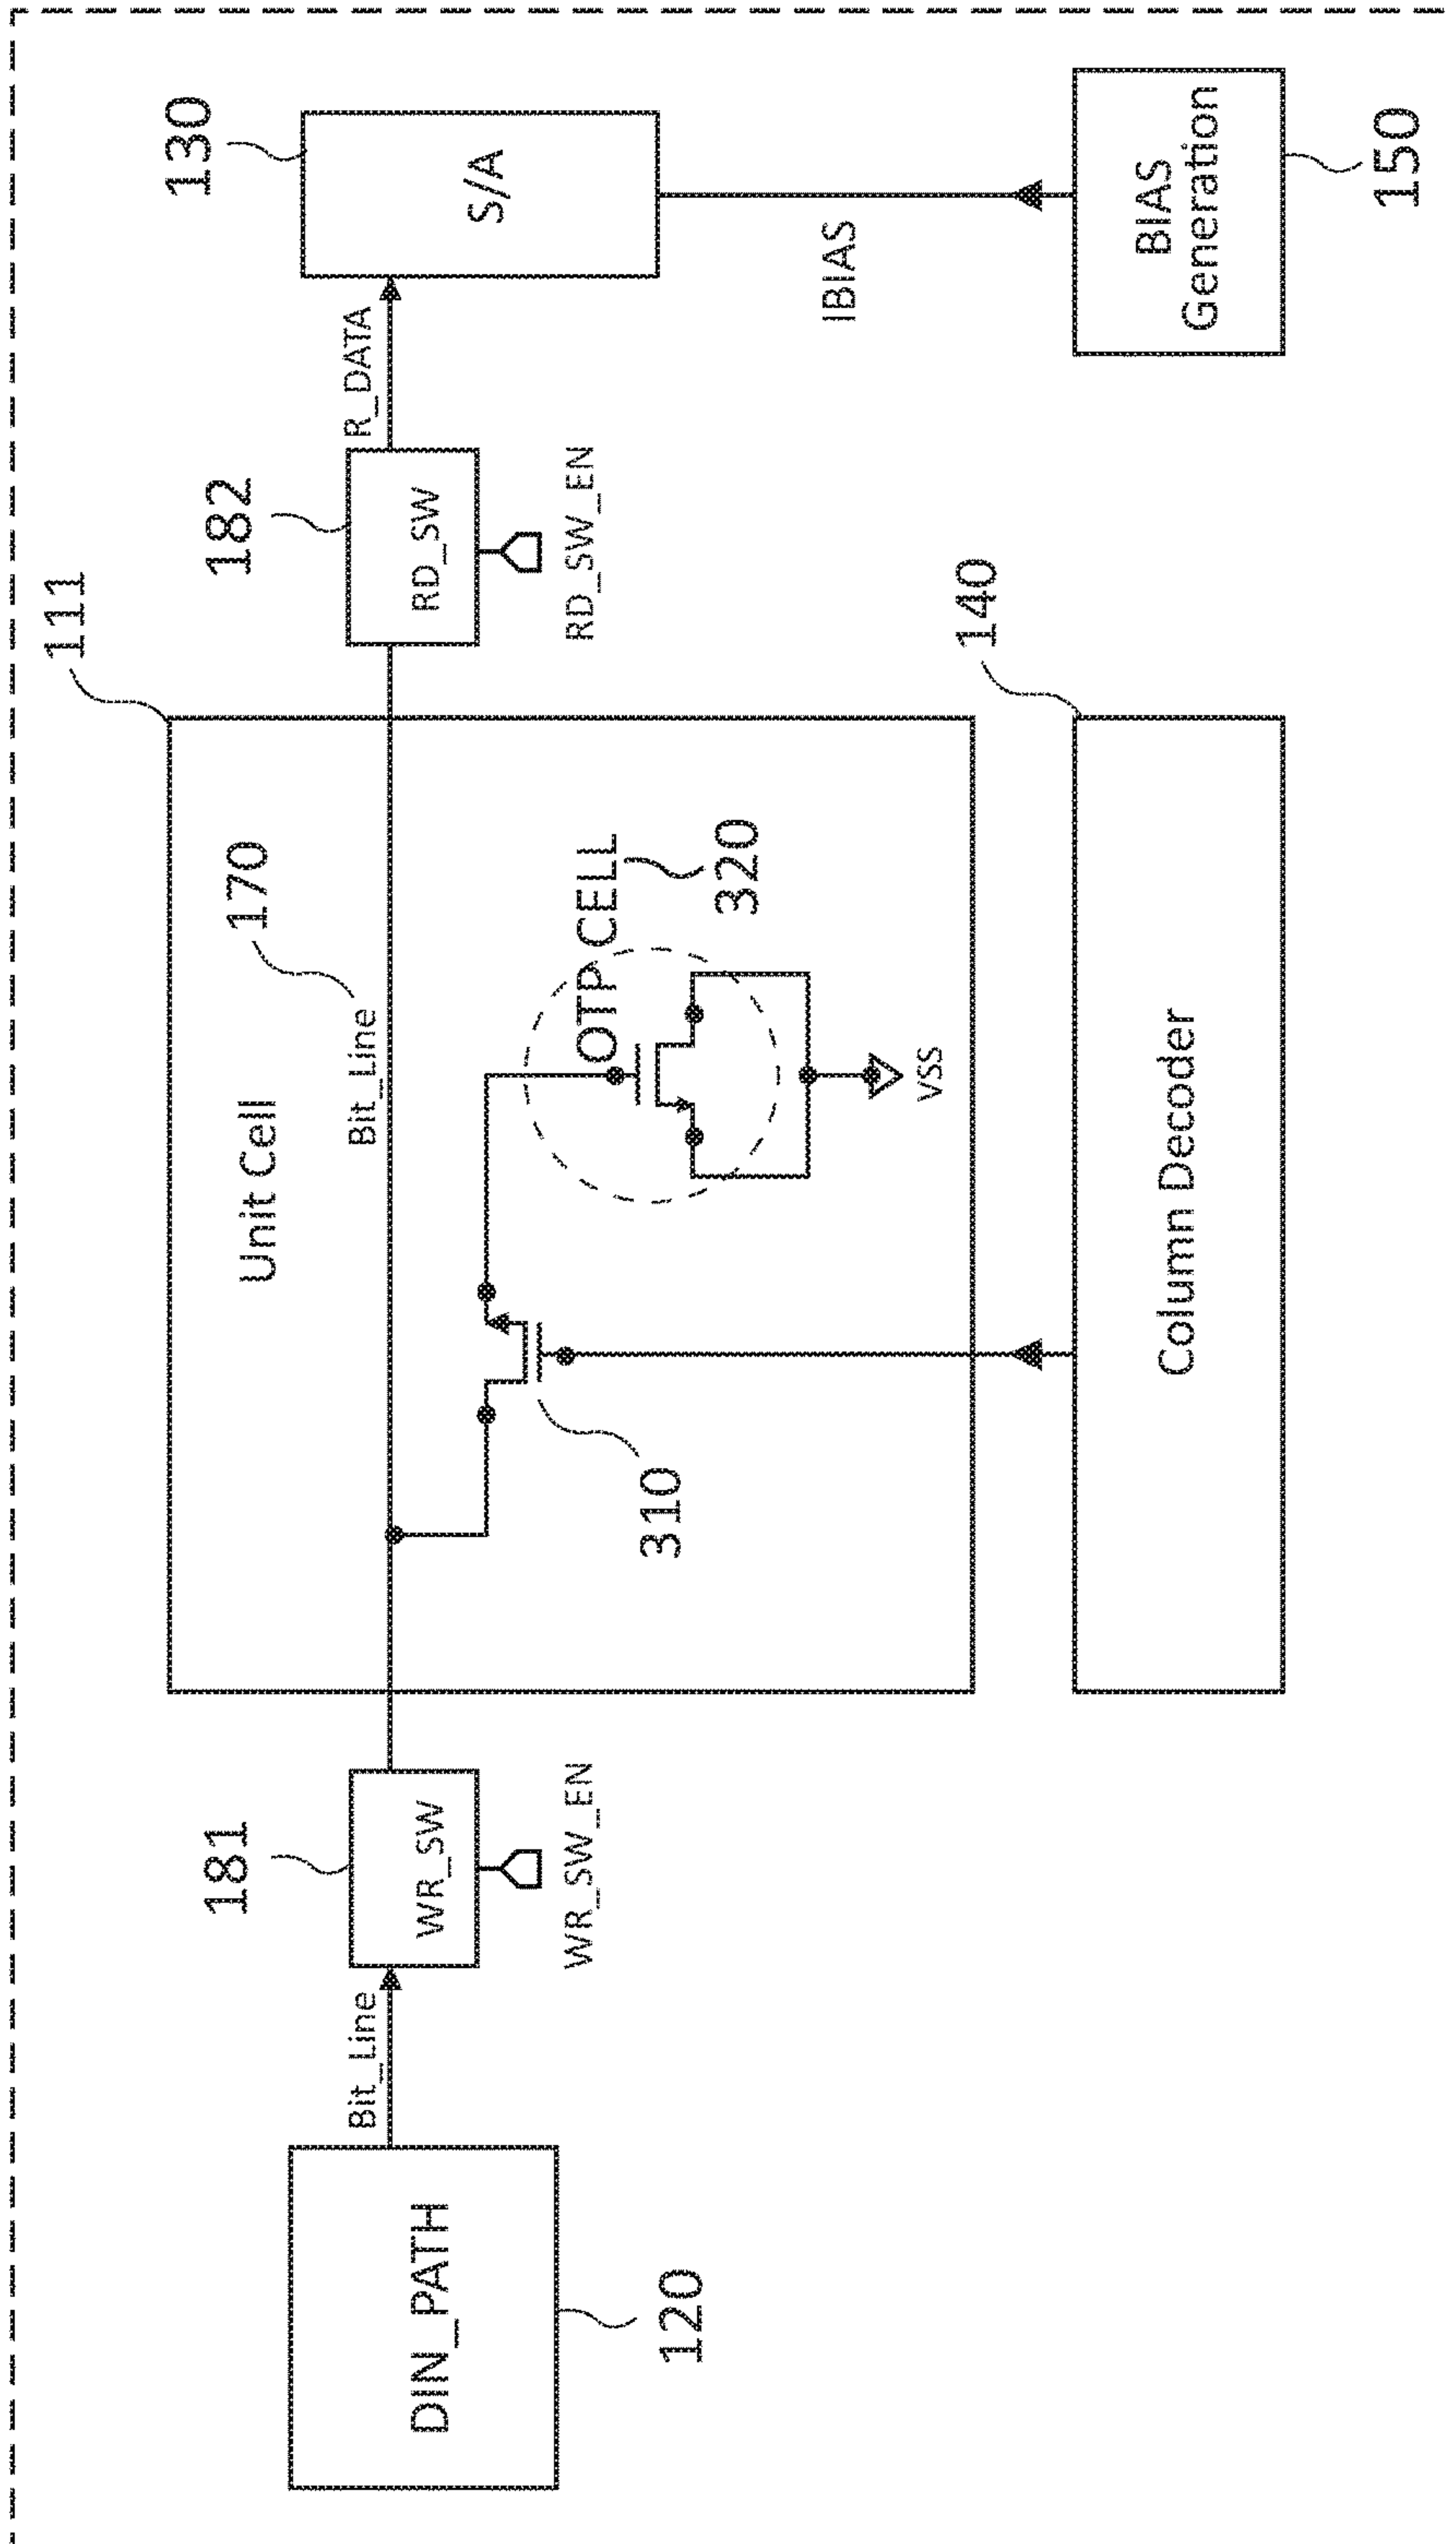 111
130
182
170
181
Unit Cell
DIN_PATH
Bit_Line
WR_SW
Bit_Line
RD_SW
R_DATA
S/A
WR_SW_EN
OTP CELL
RD_SW_EN
120
310
320
IBIAS
VSS
140
Column Decoder
BIAS
Generation
150